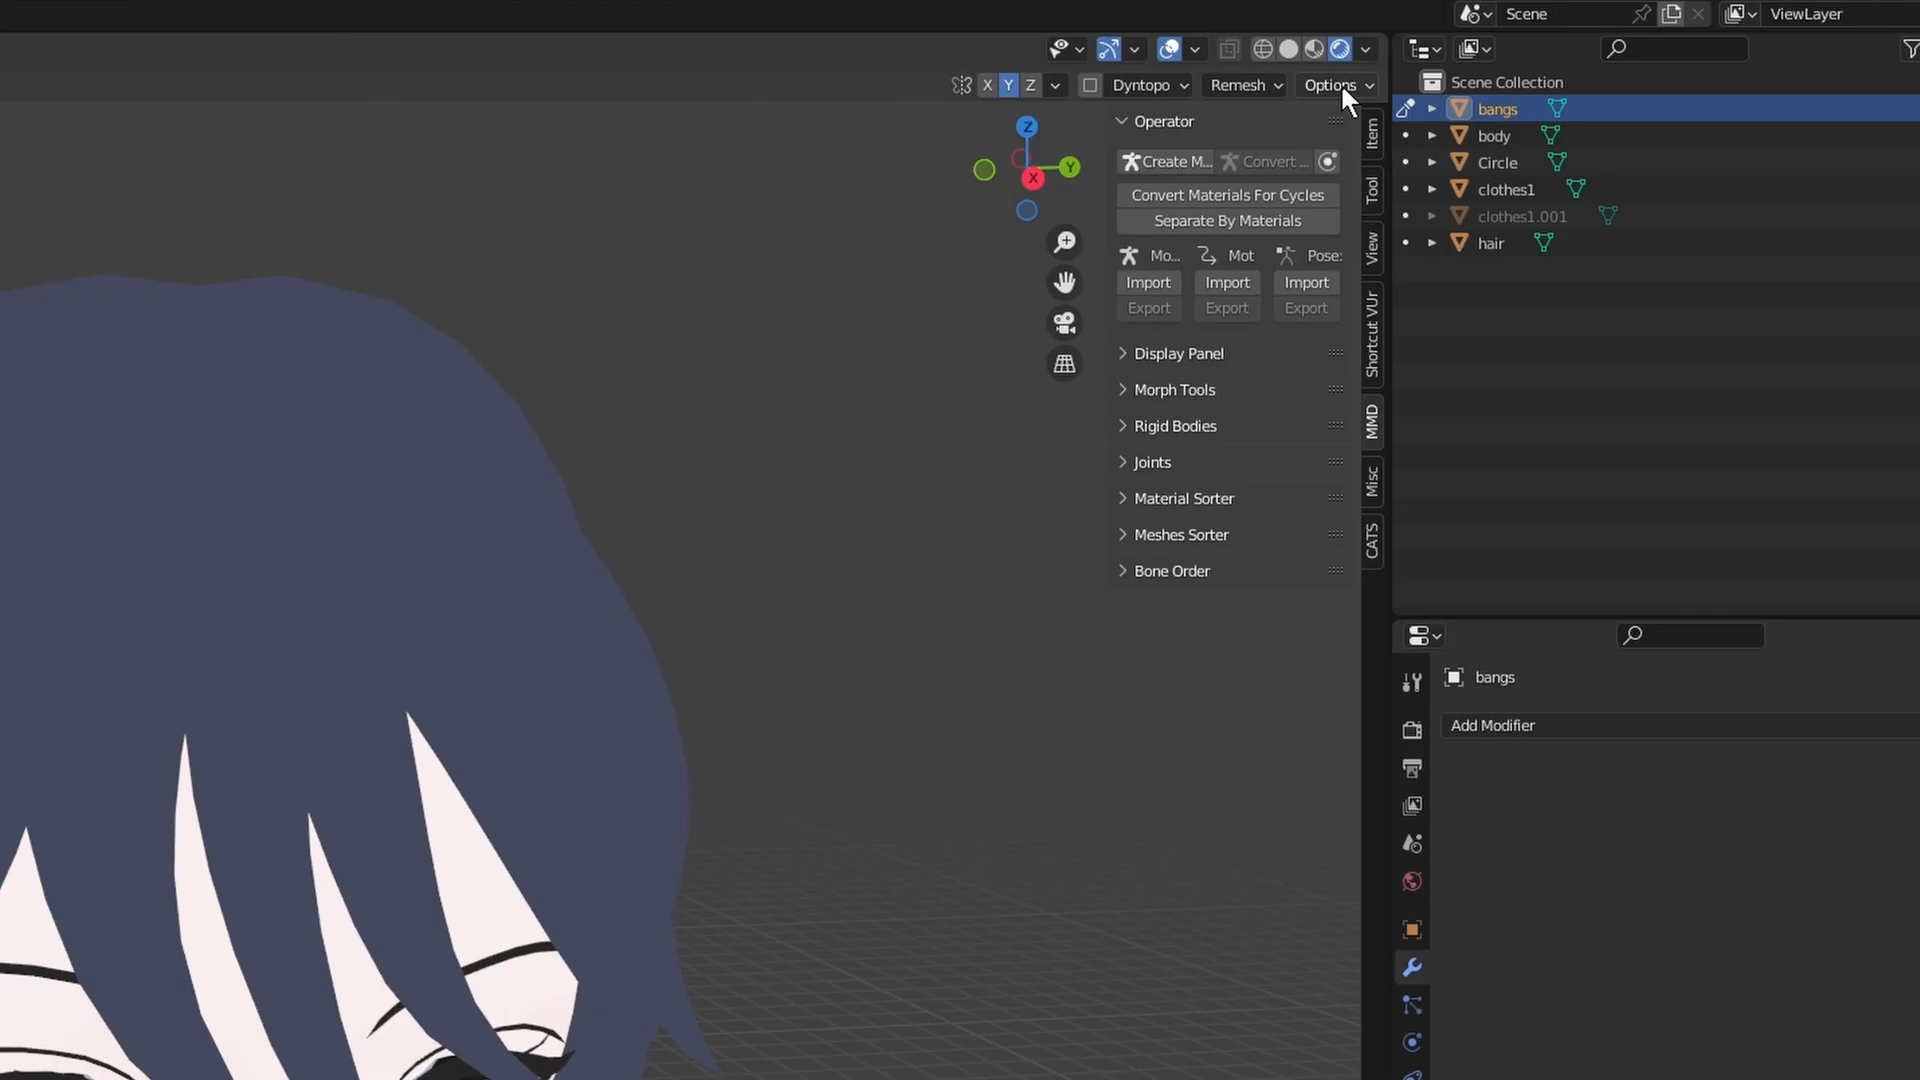 Scene
ViewLayer
X Y Z
Dyntopo
Remesh
Options
Operator
Create M...
Convert ...
Convert Materials For Cycles
Separate By Materials
Mo...
Mot
Pose:
Import
Import
Import
Export
Export
Export
Display Panel
Morph Tools
Rigid Bodies
Joints
Material Sorter
Meshes Sorter
Bone Order
Z
Y
X
Item
Tool
View
Shortcut VUr
MMD
Misc
CATS
Scene Collection
bangs
body
Circle
clothes1
clothes1.001
hair
bangs
Add Modifier